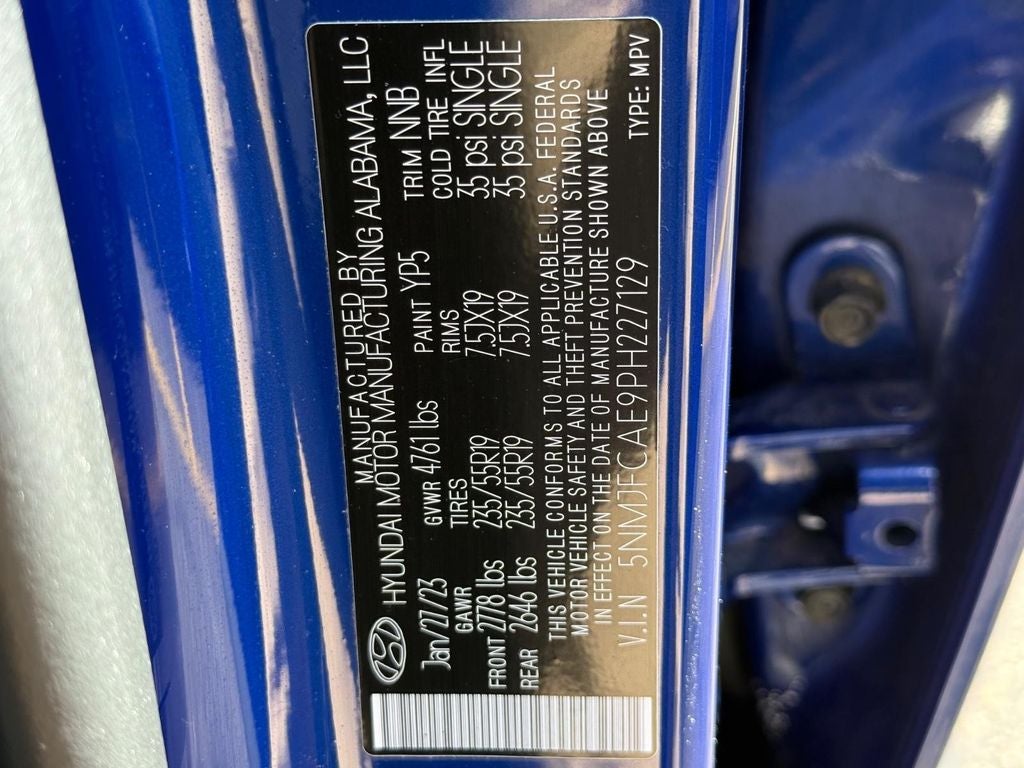 MANUFACTURED BY
HYUNDAI MOTOR MANUFACTURING ALABAMA, LLC
Jan/27/23 GVWR 4761 lbs PAINT YP5 TRIM NNB
GAWR TIRES RIMS COLD TIRE INFL
FRONT 2778 lbs 235/55R19 7.5JX19 35 psi SINGLE
REAR 2646 lbs 235/55R19 7.5JX19 35 psi SINGLE
THIS VEHICLE CONFORMS TO ALL APPLICABLE U.S.A. FEDERAL
MOTOR VEHICLE SAFETY AND THEFT PREVENTION STANDARDS
IN EFFECT ON THE DATE OF MANUFACTURE SHOWN ABOVE
V.I.N 5NMJFCAE9PH227129 TYPE: MPV